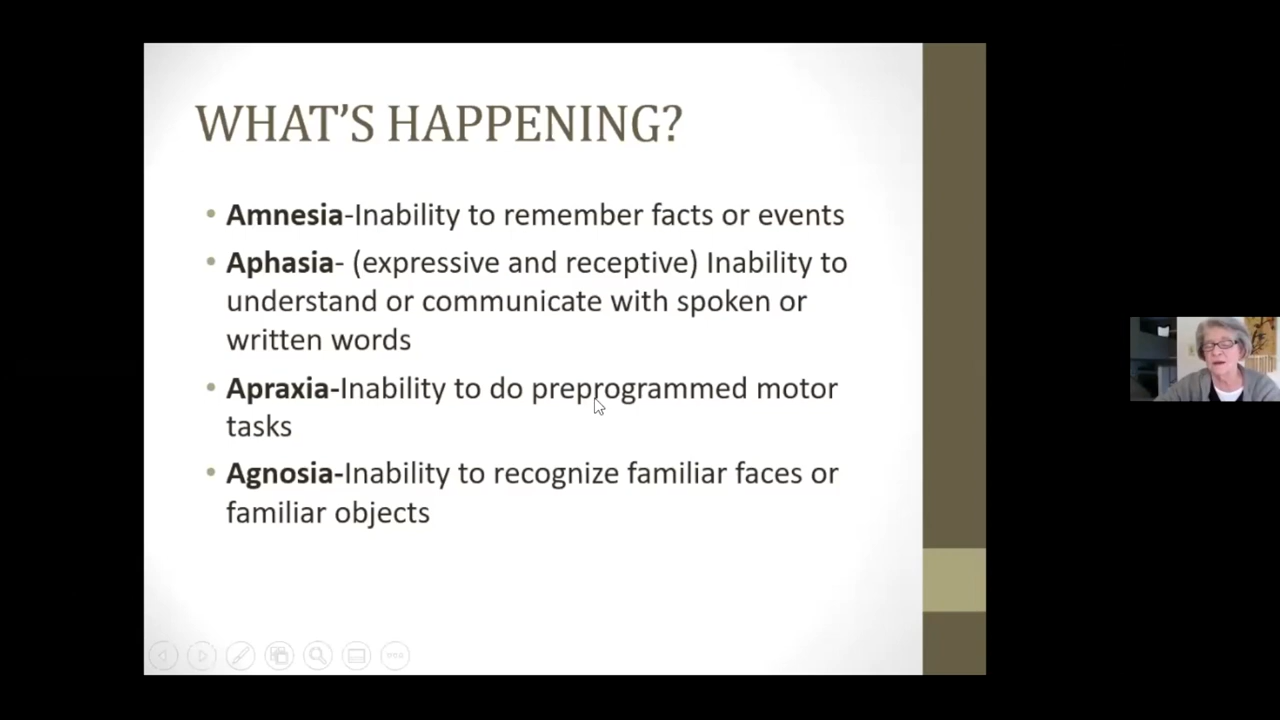 WHAT'S HAPPENING?
Amnesia-Inability to remember facts or events
Aphasia- (expressive and receptive) Inability to
understand or communicate with spoken or
written words
Apraxia-Inability to do preprogrammed motor
tasks
Agnosia-Inability to recognize familiar faces or
familiar objects